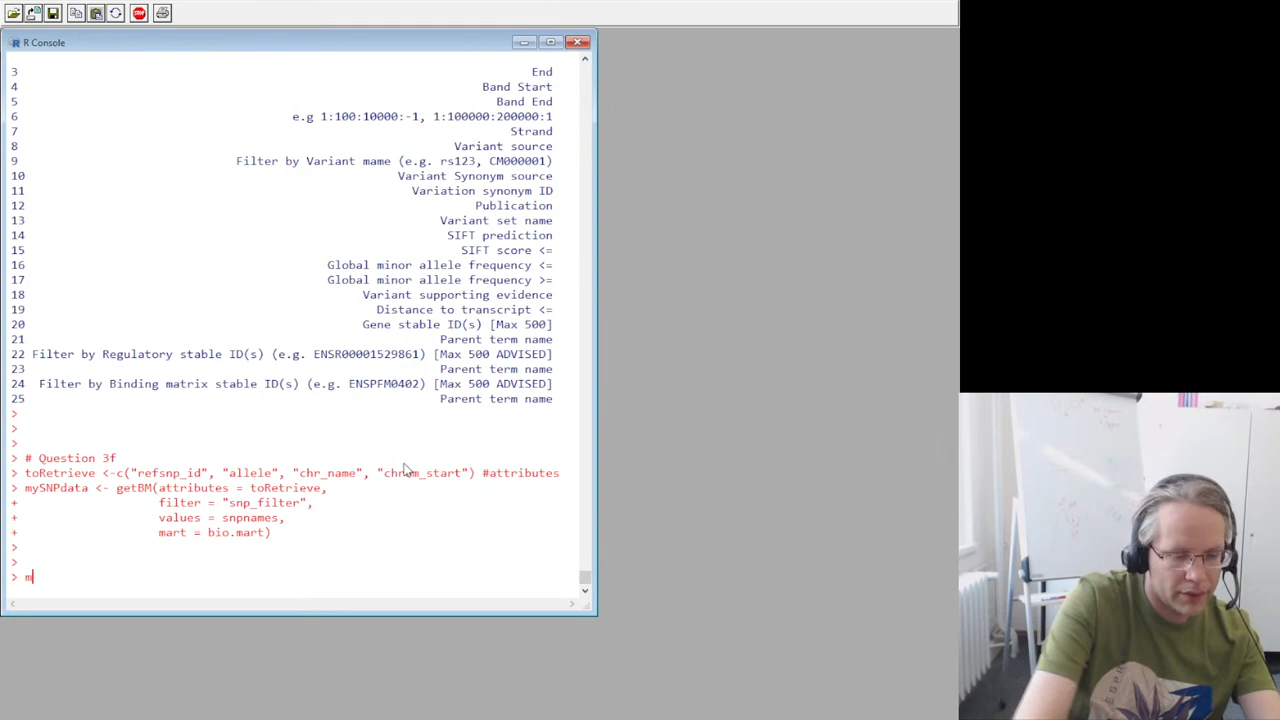 STOP
R Console
3 End
4 Band Start
5 Band End
6 e.g 1:100:10000:-1, 1:100000:200000:1
7 Strand
8 Variant source
9 Filter by Variant mame (e.g. rs123, CM000001)
10 Variant Synonym source
11 Variation synonym ID
12 Publication
13 Variant set name
14 SIFT prediction
15 SIFT score <=
16 Global minor allele frequency <=
17 Global minor allele frequency >=
18 Variant supporting evidence
19 Distance to transcript <=
20 Gene stable ID(s) [Max 500]
21 Parent term name
22 Filter by Regulatory stable ID(s) (e.g. ENSR00001529861) [Max 500 ADVISED]
23 Parent term name
24 Filter by Binding matrix stable ID(s) (e.g. ENSPFM0402) [Max 500 ADVISED]
25 Parent term name
>
>
>
> # Question 3f
> toRetrieve <-c("refsnp_id", "allele", "chr_name", "chrom_start") #attributes
> mySNPdata <- getBM(attributes = toRetrieve,
+ filter = "snp_filter",
+ values = snpnames,
+ mart = bio.mart)
>
>
> m